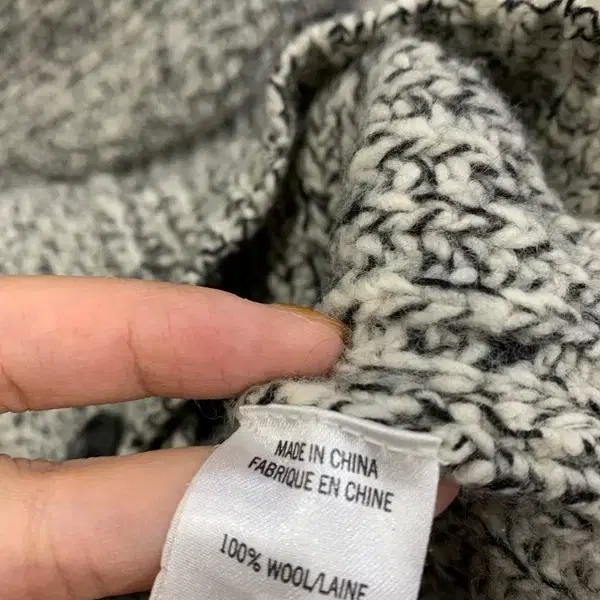 MADE IN CHINA
FABRIQUE EN CHINE
100% WOOL/LAINE